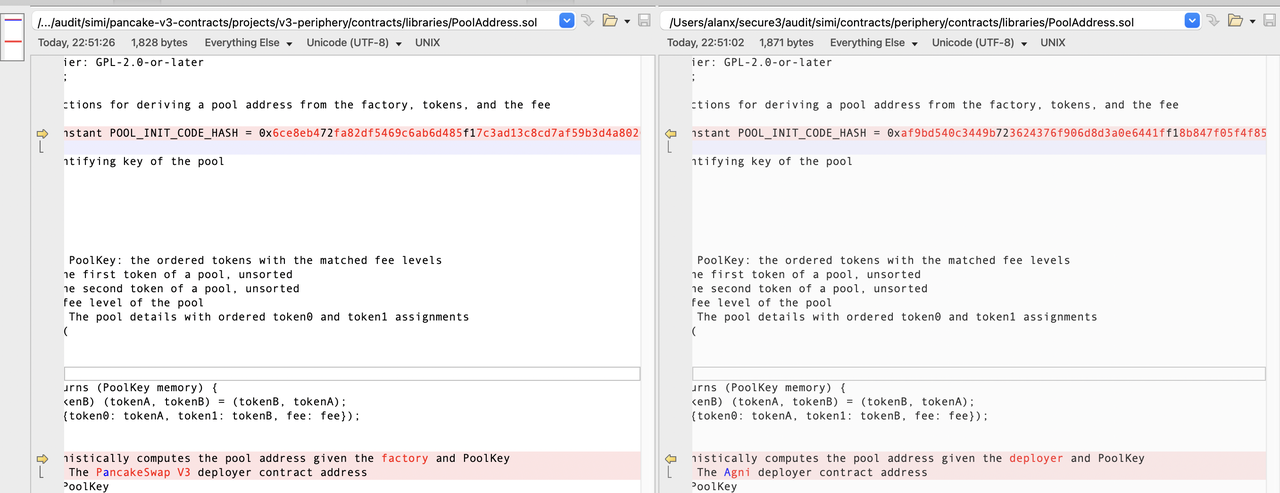 /.../audit/simi/pancake-v3-contracts/projects/v3-periphery/contracts/libraries/PoolAddress.sol
Today, 22:51:26 1,828 bytes Everything Else Unicode (UTF-8) UNIX
ier: GPL-2.0-or-later
;
ctions for deriving a pool address from the factory, tokens, and the fee
nstant POOL_INIT_CODE_HASH = 0x6ce8eb472fa82df5469c6ab6d485f17c3ad13c8cd7af59b3d4a802
ntifying key of the pool
PoolKey: the ordered tokens with the matched fee levels
he first token of a pool, unsorted
he second token of a pool, unsorted
fee level of the pool
The pool details with ordered token0 and token1 assignments
(
urns (PoolKey memory) {
kenB) (tokenA, tokenB) = (tokenB, tokenA);
{token0: tokenA, token1: tokenB, fee: fee});
nistically computes the pool address given the factory and PoolKey
The PancakeSwap V3 deployer contract address
PoolKey
/Users/alanx/secure3/audit/simi/contracts/periphery/contracts/libraries/PoolAddress.sol
Today, 22:51:02 1,871 bytes Everything Else Unicode (UTF-8) UNIX
ier: GPL-2.0-or-later
;
ctions for deriving a pool address from the factory, tokens, and the fee
nstant POOL_INIT_CODE_HASH = 0xaf9bd540c3449b723624376f906d8d3a0e6441ff18b847f05f4f85
ntifying key of the pool
PoolKey: the ordered tokens with the matched fee levels
he first token of a pool, unsorted
he second token of a pool, unsorted
fee level of the pool
The pool details with ordered token0 and token1 assignments
(
urns (PoolKey memory) {
kenB) (tokenA, tokenB) = (tokenB, tokenA);
{token0: tokenA, token1: tokenB, fee: fee});
nistically computes the pool address given the deployer and PoolKey
The Agni deployer contract address
PoolKey